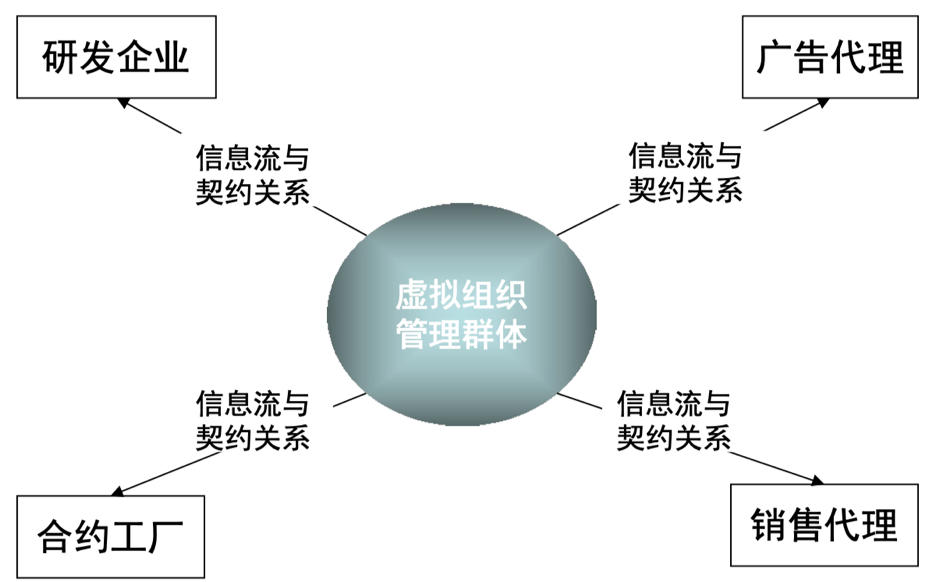 研发企业
广告代理
信息流与
契约关系
信息流与
契约关系
虚拟组织
管理群体
信息流与
契约关系
信息流与
契约关系
合约工厂
销售代理